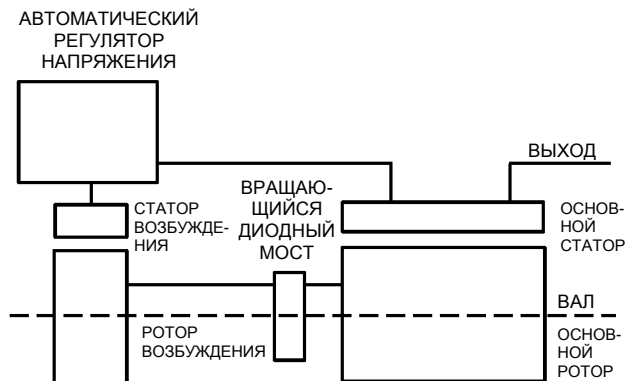 АВТОМАТИЧЕСКИЙ
РЕГУЛЯТОР
НАПРЯЖЕНИЯ
ВЫХОД
ВРАЩАЮ-
ЩИЙСЯ
ДИОДНЫЙ
МОСТ
СТАТОР
ВОЗБУЖДЕ-
НИЯ
ОСНОВ-
НОЙ
СТАТОР
ВАЛ
РОТОР
ВОЗБУЖДЕНИЯ
ОСНОВ-
НОЙ
РОТОР